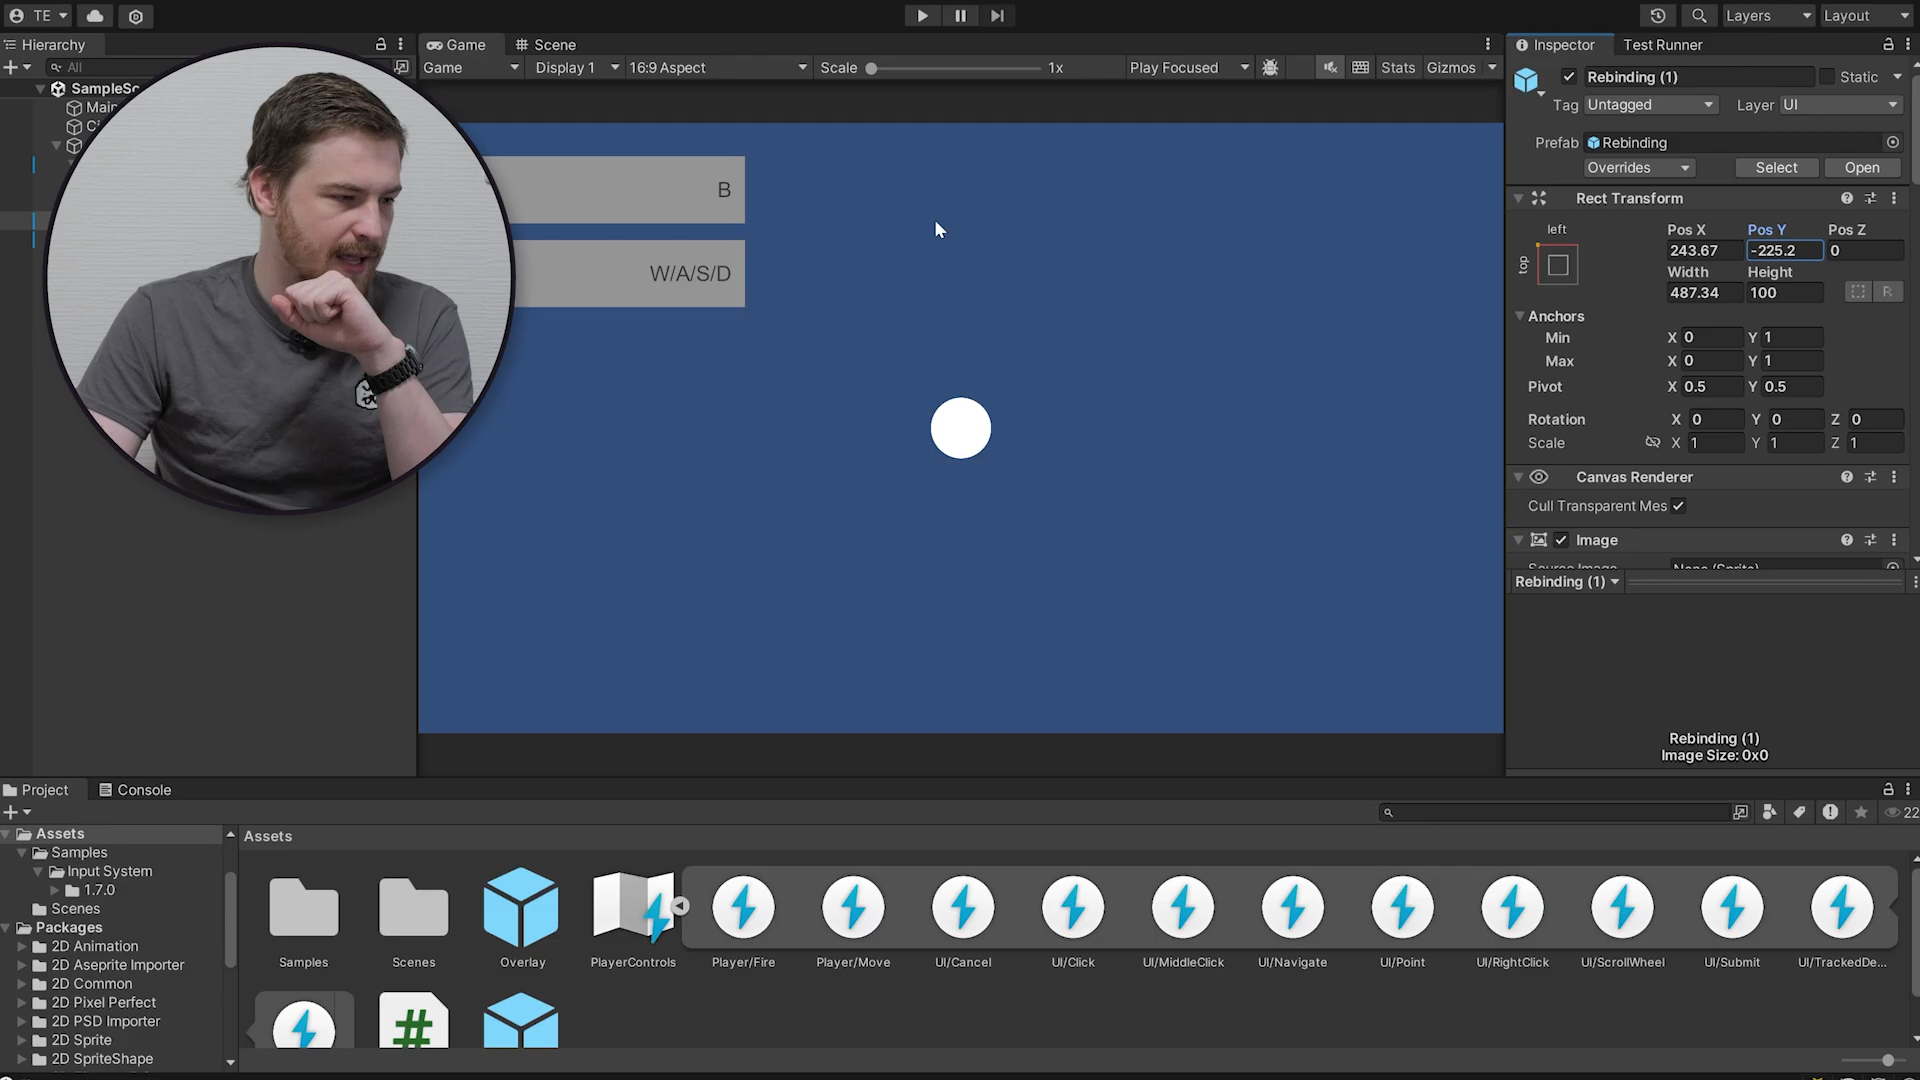 TE
Layers
Layout
Hierarchy
Game
Scene
Inspector
Test Runner
All
Game
Display 1
16:9 Aspect
Scale
1x
Play Focused
Stats
Gizmos
Rebinding (1)
Static
SampleSc
Main
Tag Untagged
Layer UI
Ci
Prefab Rebinding
Overrides
Select
Open
B
Rect Transform
left
top
Pos X
Pos Y
Pos Z
243.67
-225.2
0
Width
Height
487.34
100
R
W/A/S/D
Anchors
Min X 0 Y 1
Max X 0 Y 1
Pivot X 0.5 Y 0.5
Rotation X 0 Y 0 Z 0
Scale X 1 Y 1 Z 1
Canvas Renderer
Cull Transparent Mes
Image
Source Image None (Sprite)
Rebinding (1)
Rebinding (1)
Image Size: 0x0
Project
Console
22
Assets
Samples
Input System
1.7.0
Scenes
Packages
2D Animation
2D Aseprite Importer
2D Common
2D Pixel Perfect
2D PSD Importer
2D Sprite
2D SpriteShape
Assets
Samples
Scenes
Overlay
PlayerControls
Player/Fire
Player/Move
UI/Cancel
UI/Click
UI/MiddleClick
UI/Navigate
UI/Point
UI/RightClick
UI/ScrollWheel
UI/Submit
UI/TrackedDe...